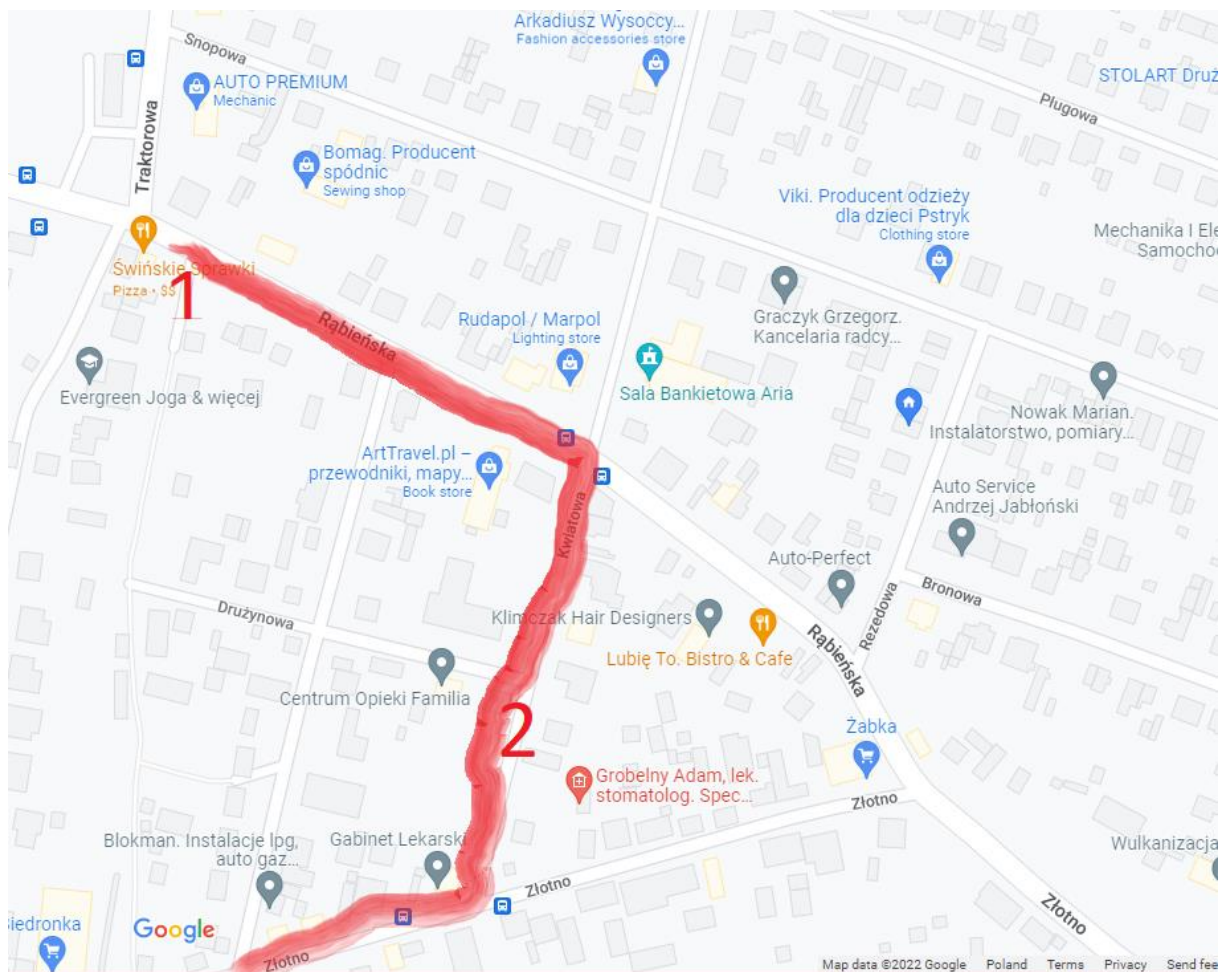 Arkadiusz Wysoccy...
Fashion accessories store
Snopowa
AUTO PREMIUM
Mechanic
STOLART Druż
Pługowa
Traktorowa
Bomag. Producent
spódnic
Sewing shop
Viki. Producent odzieży
dla dzieci Pstryk
Clothing store
Mechanika I Ele
Samocho
Świńskie Sprawki
Pizza • $$
1
Rąbieńska
Rudapol / Marpol
Lighting store
Graczyk Grzegorz.
Kancelaria radcy...
Evergreen Joga & więcej
Sala Bankietowa Aria
Nowak Marian.
Instalatorstwo, pomiary...
ArtTravel.pl –
przewodniki, mapy...
Book store
Kwiatowa
Auto Service
Andrzej Jabłoński
Auto-Perfect
Bronowa
Rezedowa
Drużynowa
Klimczak Hair Designers
Lubię To. Bistro & Cafe
Rąbieńska
Centrum Opieki Familia
2
Żabka
Grobelny Adam, lek.
stomatolog. Spec...
Złotno
Blokman. Instalacje lpg,
auto gaz...
Gabinet Lekarski
Wulkanizacja
Złotno
Złotno
Google
iedronka
Złotno
Map data ©2022 Google Poland Terms Privacy Send fee